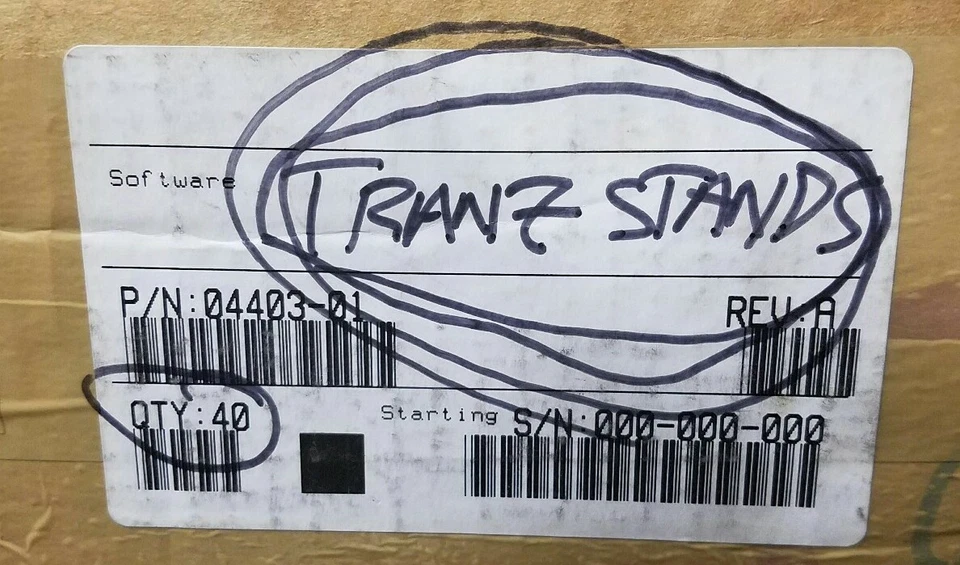 Software TRANZ STANDS
P/N:04403-01 REV:A
QTY:40 Starting S/N:000-000-000